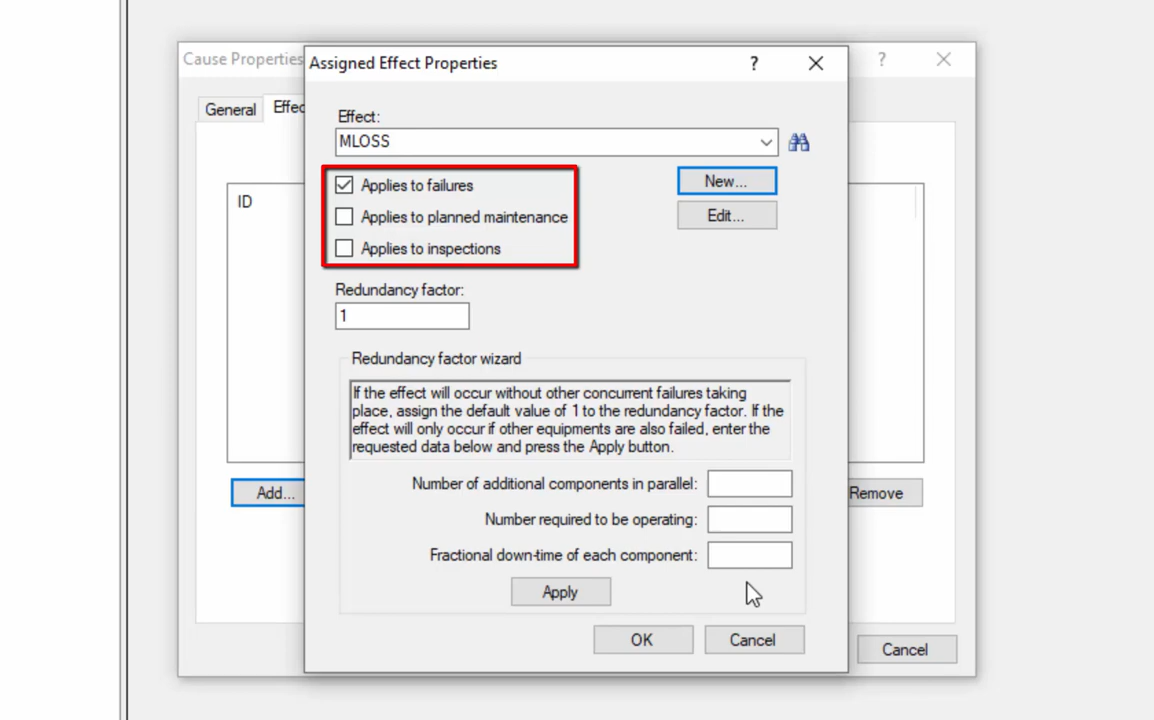 Cause Properties
Assigned Effect Properties
?
?
General
Effec
Effect:
MLOSS
Applies to failures
New...
ID
Applies to planned maintenance
Edit...
Applies to inspections
Redundancy factor:
1
Redundancy factor wizard
If the effect will occur without other concurrent failures taking
place, assign the default value of 1 to the redundancy factor. If the
effect will only occur if other equipments are also failed, enter the
requested data below and press the Apply button.
Number of additional components in parallel:
Add...
Remove
Number required to be operating:
Fractional down-time of each component:
Apply
OK
Cancel
Cancel